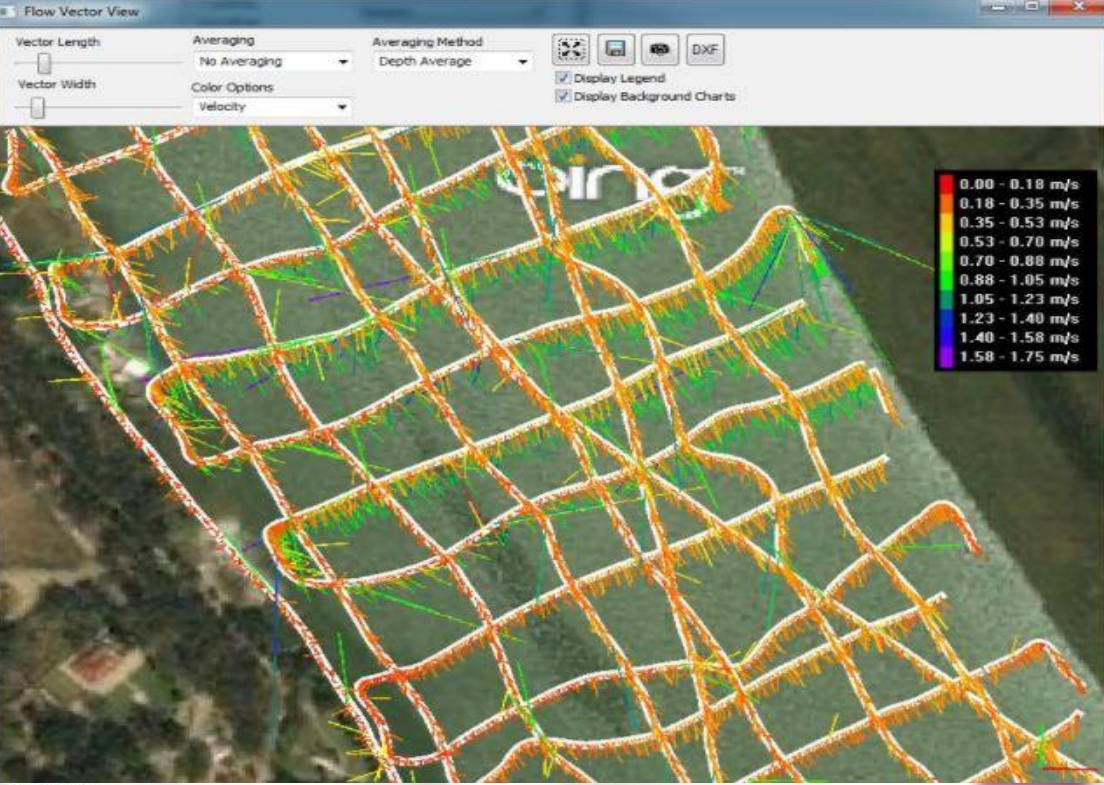 Flow Vector View
Vector Length
Vector Width
Averaging
No Averaging
Color Options
Velocity
Averaging Method
Depth Average
DXF
Display Legend
Display Background Charts
bing
0.00 - 0.18 m/s
0.18 - 0.35 m/s
0.35 - 0.53 m/s
0.53 - 0.70 m/s
0.70 - 0.88 m/s
0.88 - 1.05 m/s
1.05 - 1.23 m/s
1.23 - 1.40 m/s
1.40 - 1.58 m/s
1.58 - 1.75 m/s